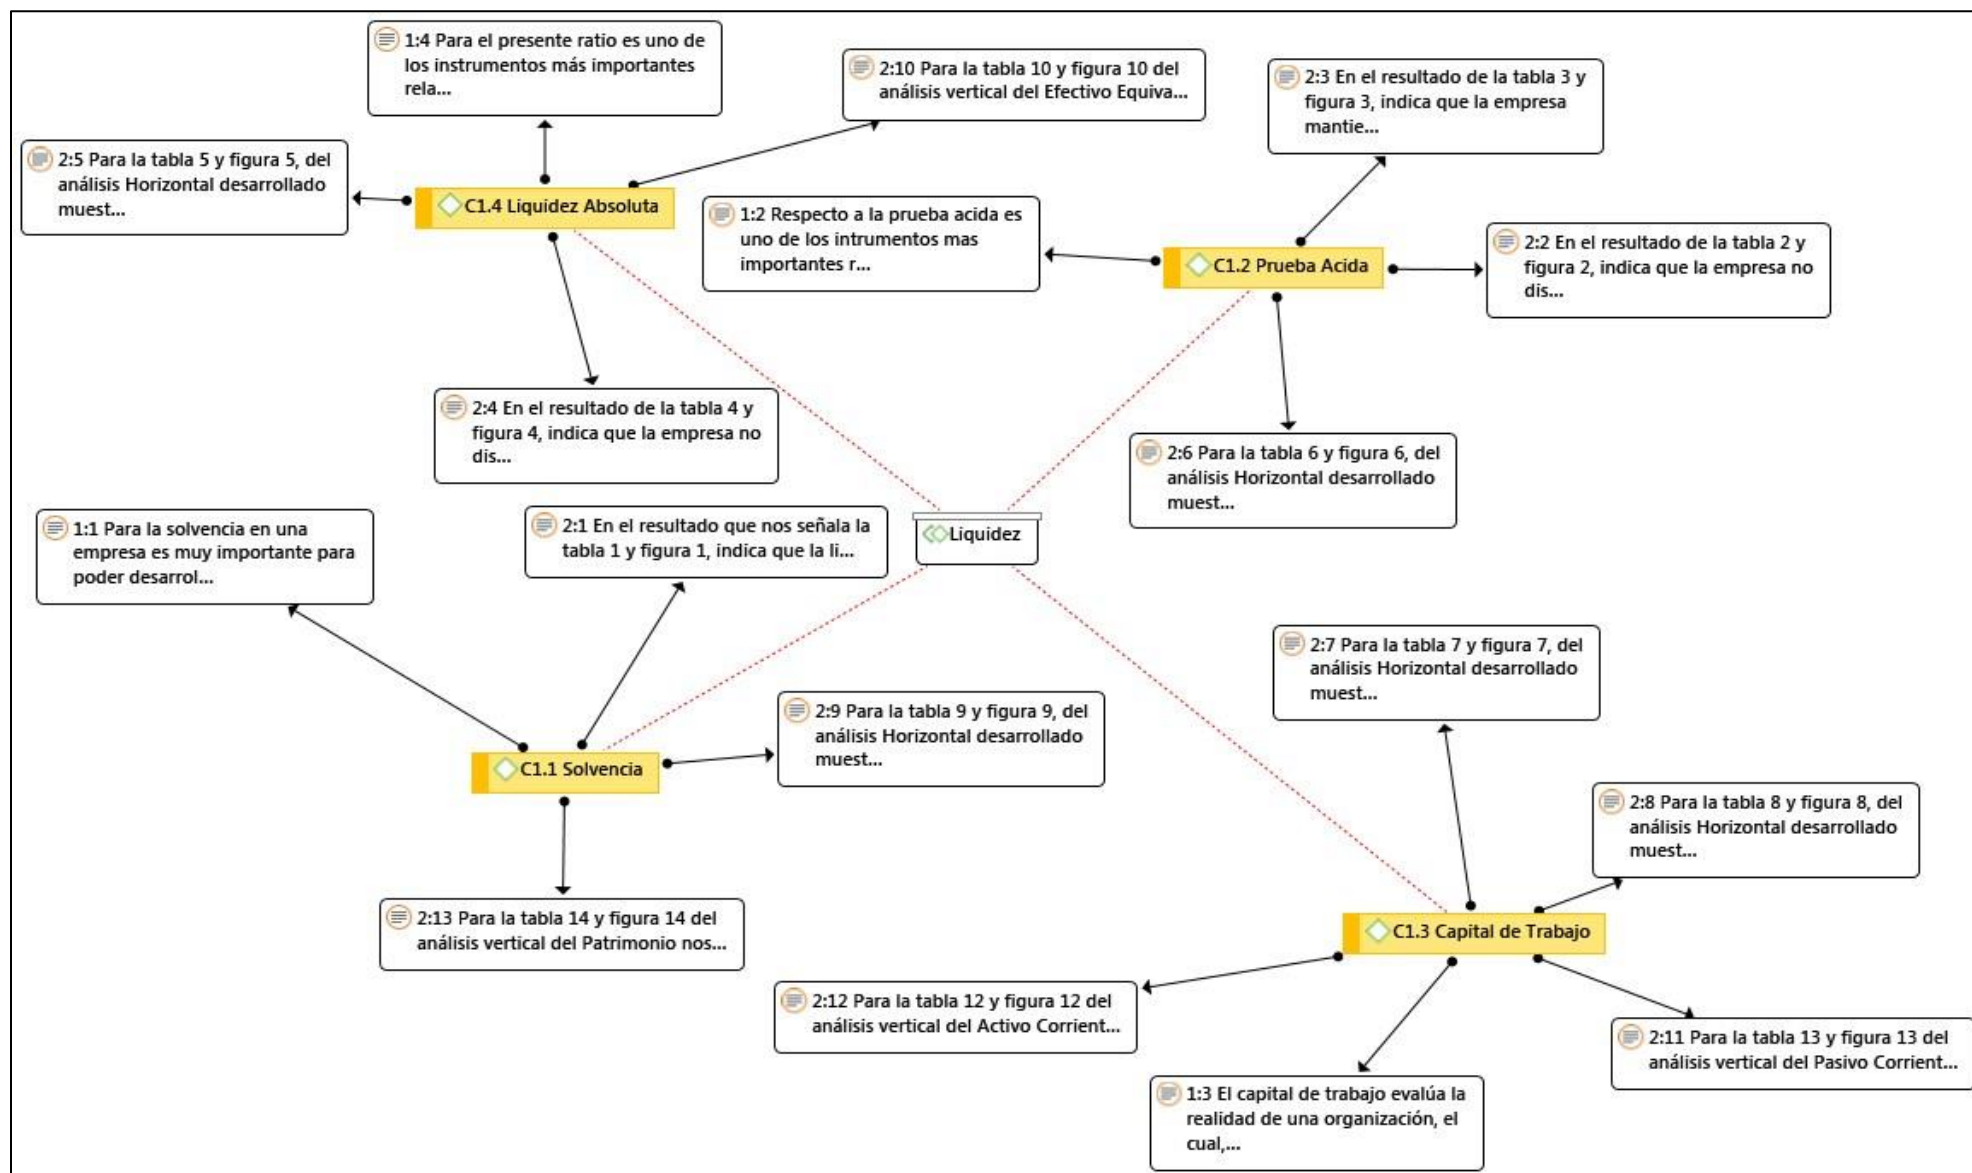 1:4 Para el presente ratio es uno de
los instrumentos más importantes
rela...
2:10 Para la tabla 10 y figura 10 del
análisis vertical del Efectivo Equiva...
2:3 En el resultado de la tabla 3 y
figura 3, indica que la empresa
mantie...
2:5 Para la tabla 5 y figura 5, del
análisis Horizontal desarrollado
muest...
C1.4 Liquidez Absoluta
1:2 Respecto a la prueba acida es
uno de los intrumentos mas
importantes r...
C1.2 Prueba Acida
2:2 En el resultado de la tabla 2 y
figura 2, indica que la empresa no
dis...
2:4 En el resultado de la tabla 4 y
figura 4, indica que la empresa no
dis...
2:6 Para la tabla 6 y figura 6, del
análisis Horizontal desarrollado
muest...
1:1 Para la solvencia en una
empresa es muy importante para
poder desarrol...
2:1 En el resultado que nos señala la
tabla 1 y figura 1, indica que la li...
Liquidez
2:7 Para la tabla 7 y figura 7, del
análisis Horizontal desarrollado
muest...
2:9 Para la tabla 9 y figura 9, del
análisis Horizontal desarrollado
muest...
C1.1 Solvencia
2:8 Para la tabla 8 y figura 8, del
análisis Horizontal desarrollado
muest...
2:13 Para la tabla 14 y figura 14 del
análisis vertical del Patrimonio nos...
C1.3 Capital de Trabajo
2:12 Para la tabla 12 y figura 12 del
análisis vertical del Activo Corrient...
2:11 Para la tabla 13 y figura 13 del
análisis vertical del Pasivo Corrient...
1:3 El capital de trabajo evalúa la
realidad de una organización, el
cual,...